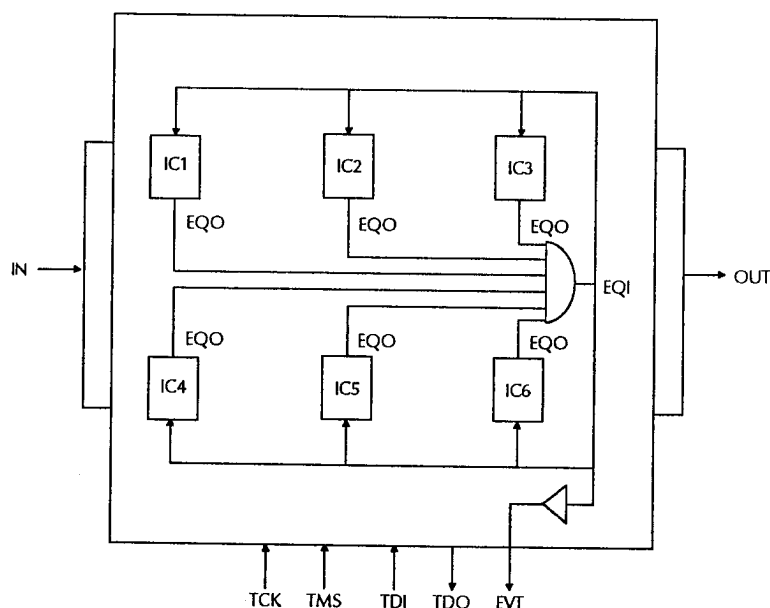 IC1
IC2
IC3
EQO
EQO
EQO
IN
EQI
OUT
EQO
EQO
EQO
IC4
IC5
IC6
TCK
TMS
TDI
TDO
EVT